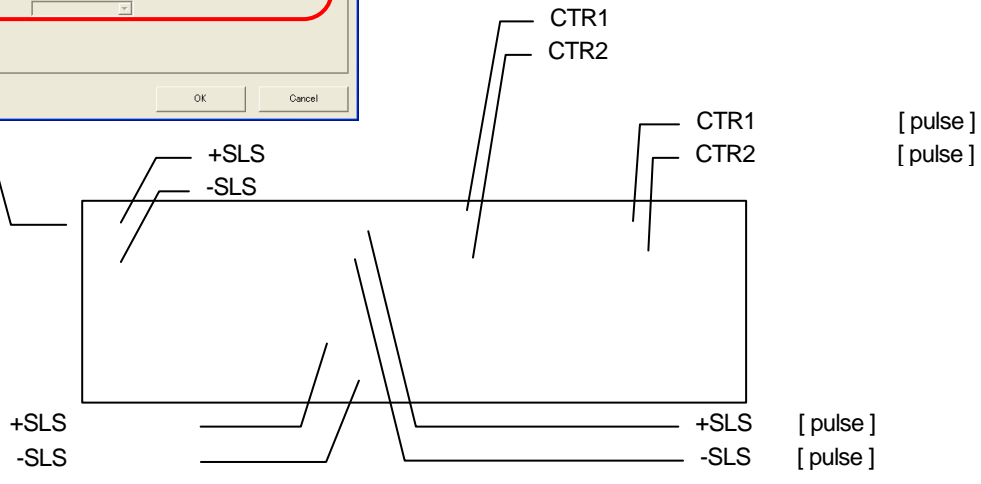 CTR1
CTR2
OK Cancel
CTR1 [ pulse ]
CTR2 [ pulse ]
+SLS
-SLS
+SLS +SLS [ pulse ]
-SLS -SLS [ pulse ]